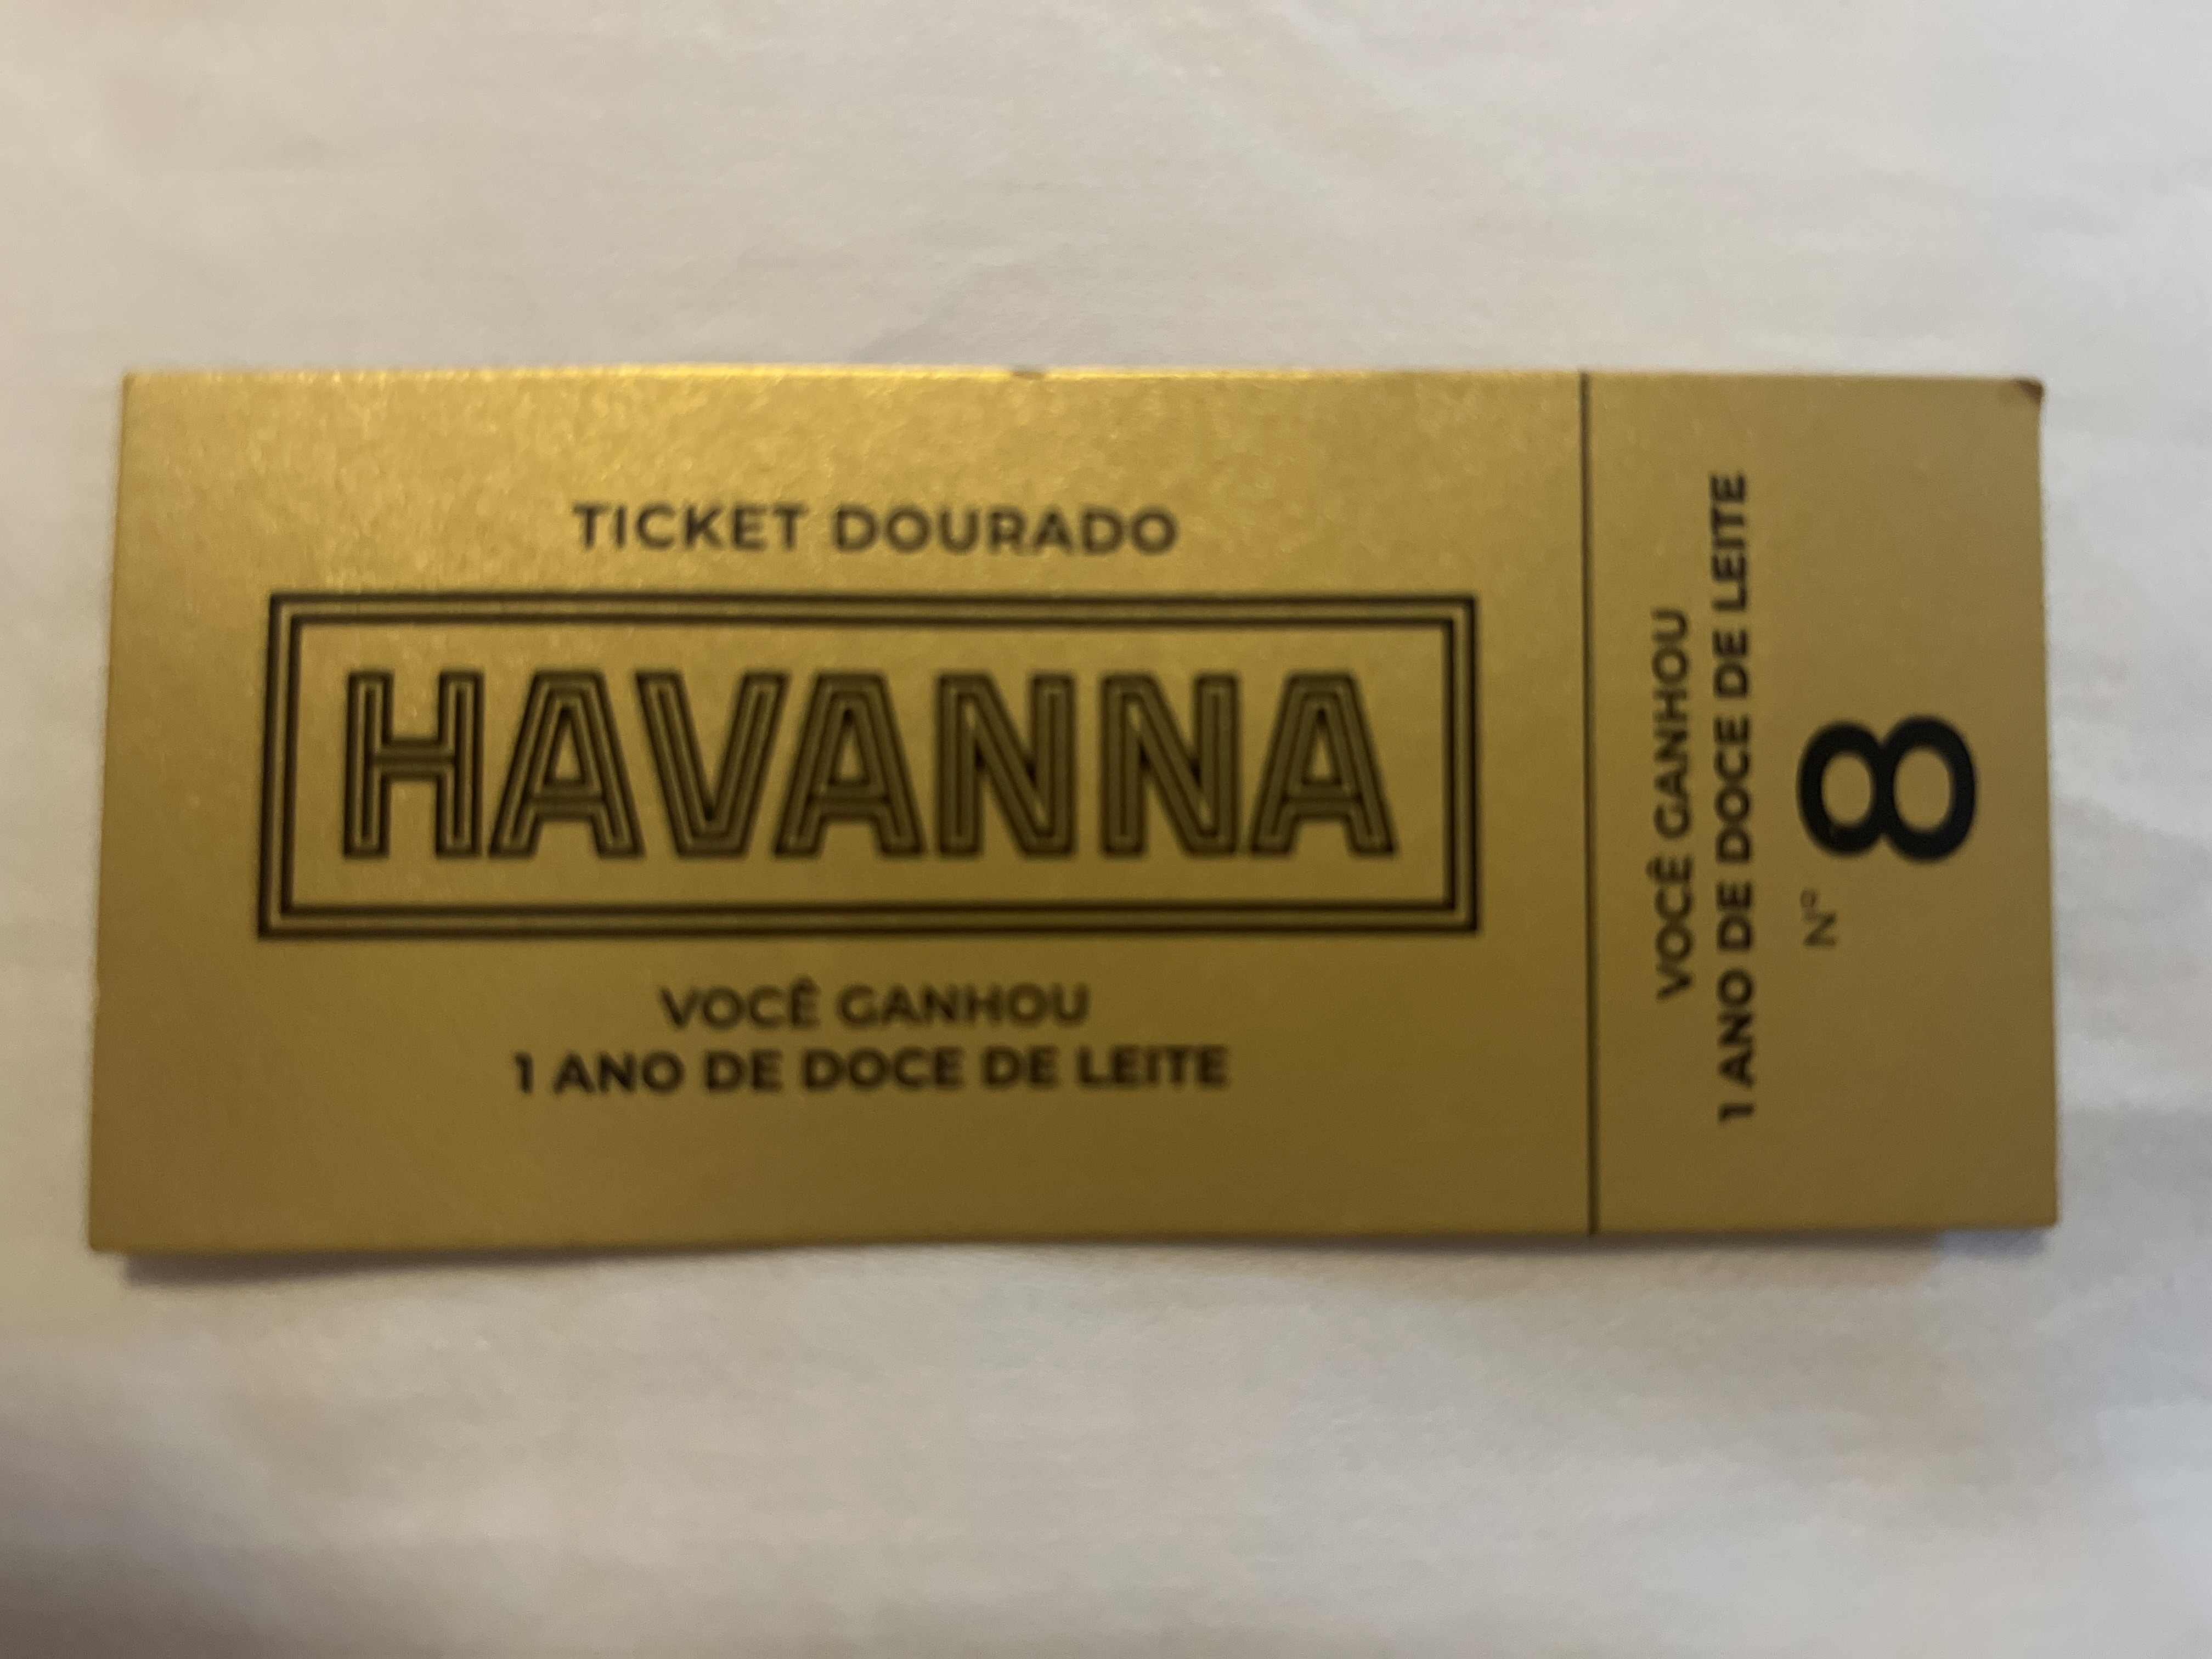 TICKET DOURADO
HAVANNA
VOCÊ GANHOU
1 ANO DE DOCE DE LEITE
VOCÊ GANHOU
1 ANO DE DOCE DE LEITE
Nº 8